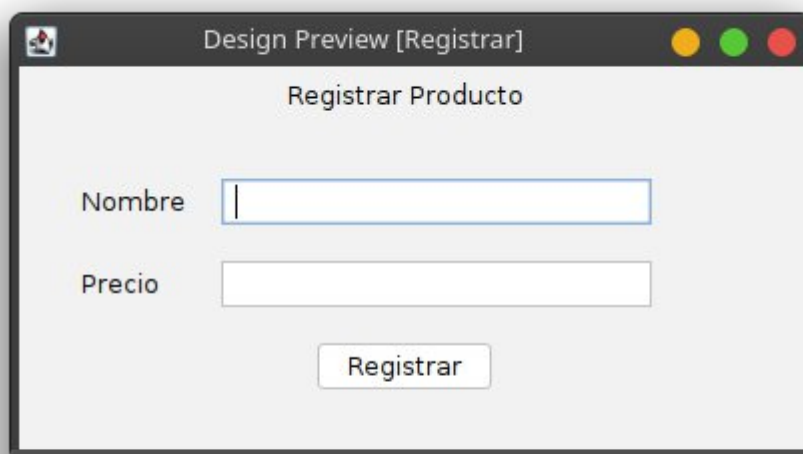 Design Preview [Registrar]
Registrar Producto
Nombre
Precio
Registrar